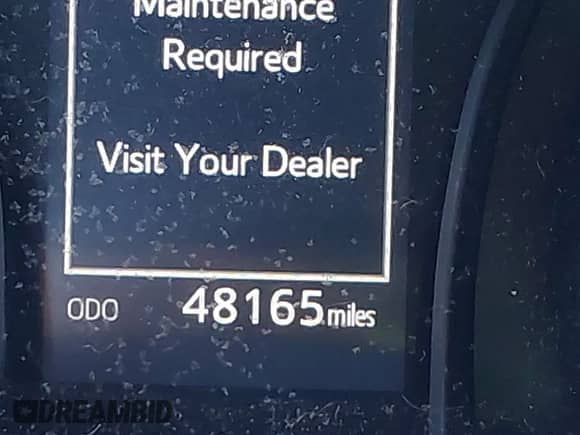 Maintenance
Required
Visit Your Dealer
ODO 48165 miles
DREAMBID